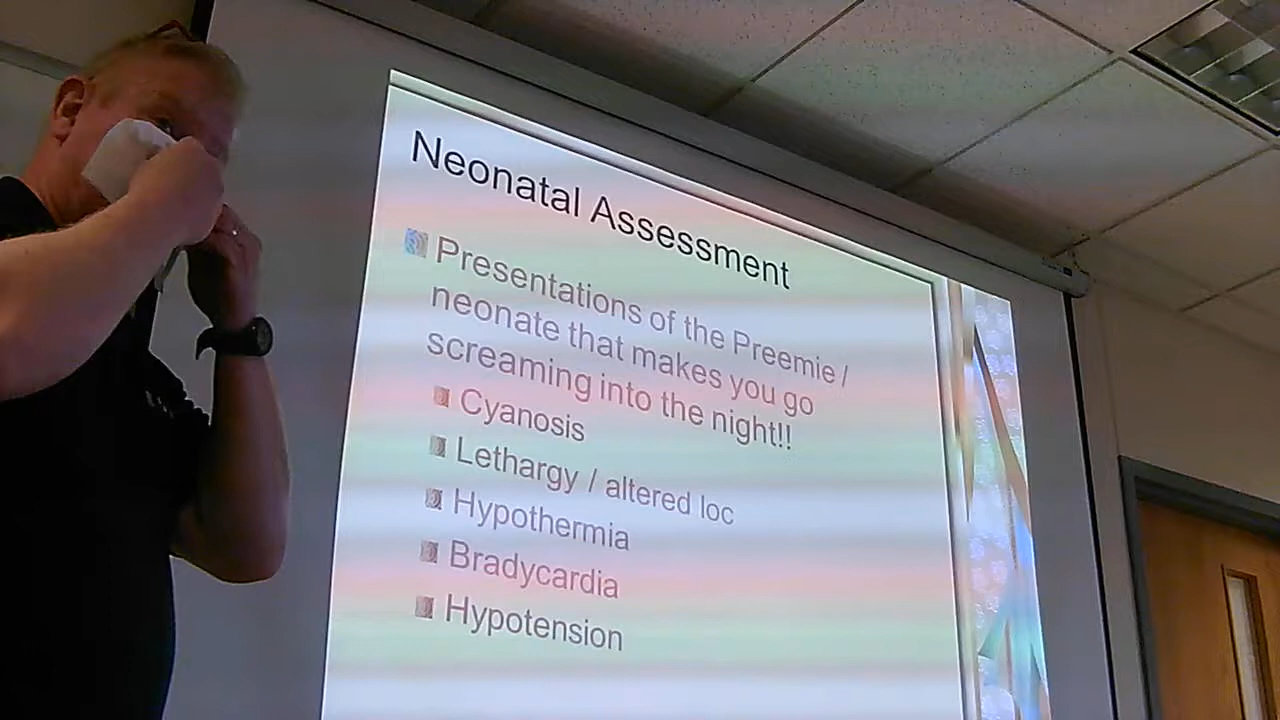 Neonatal Assessment
Presentations of the Preemie /
neonate that makes you go
screaming into the night!!
Cyanosis
Lethargy / altered loc
Hypothermia
Bradycardia
Hypotension